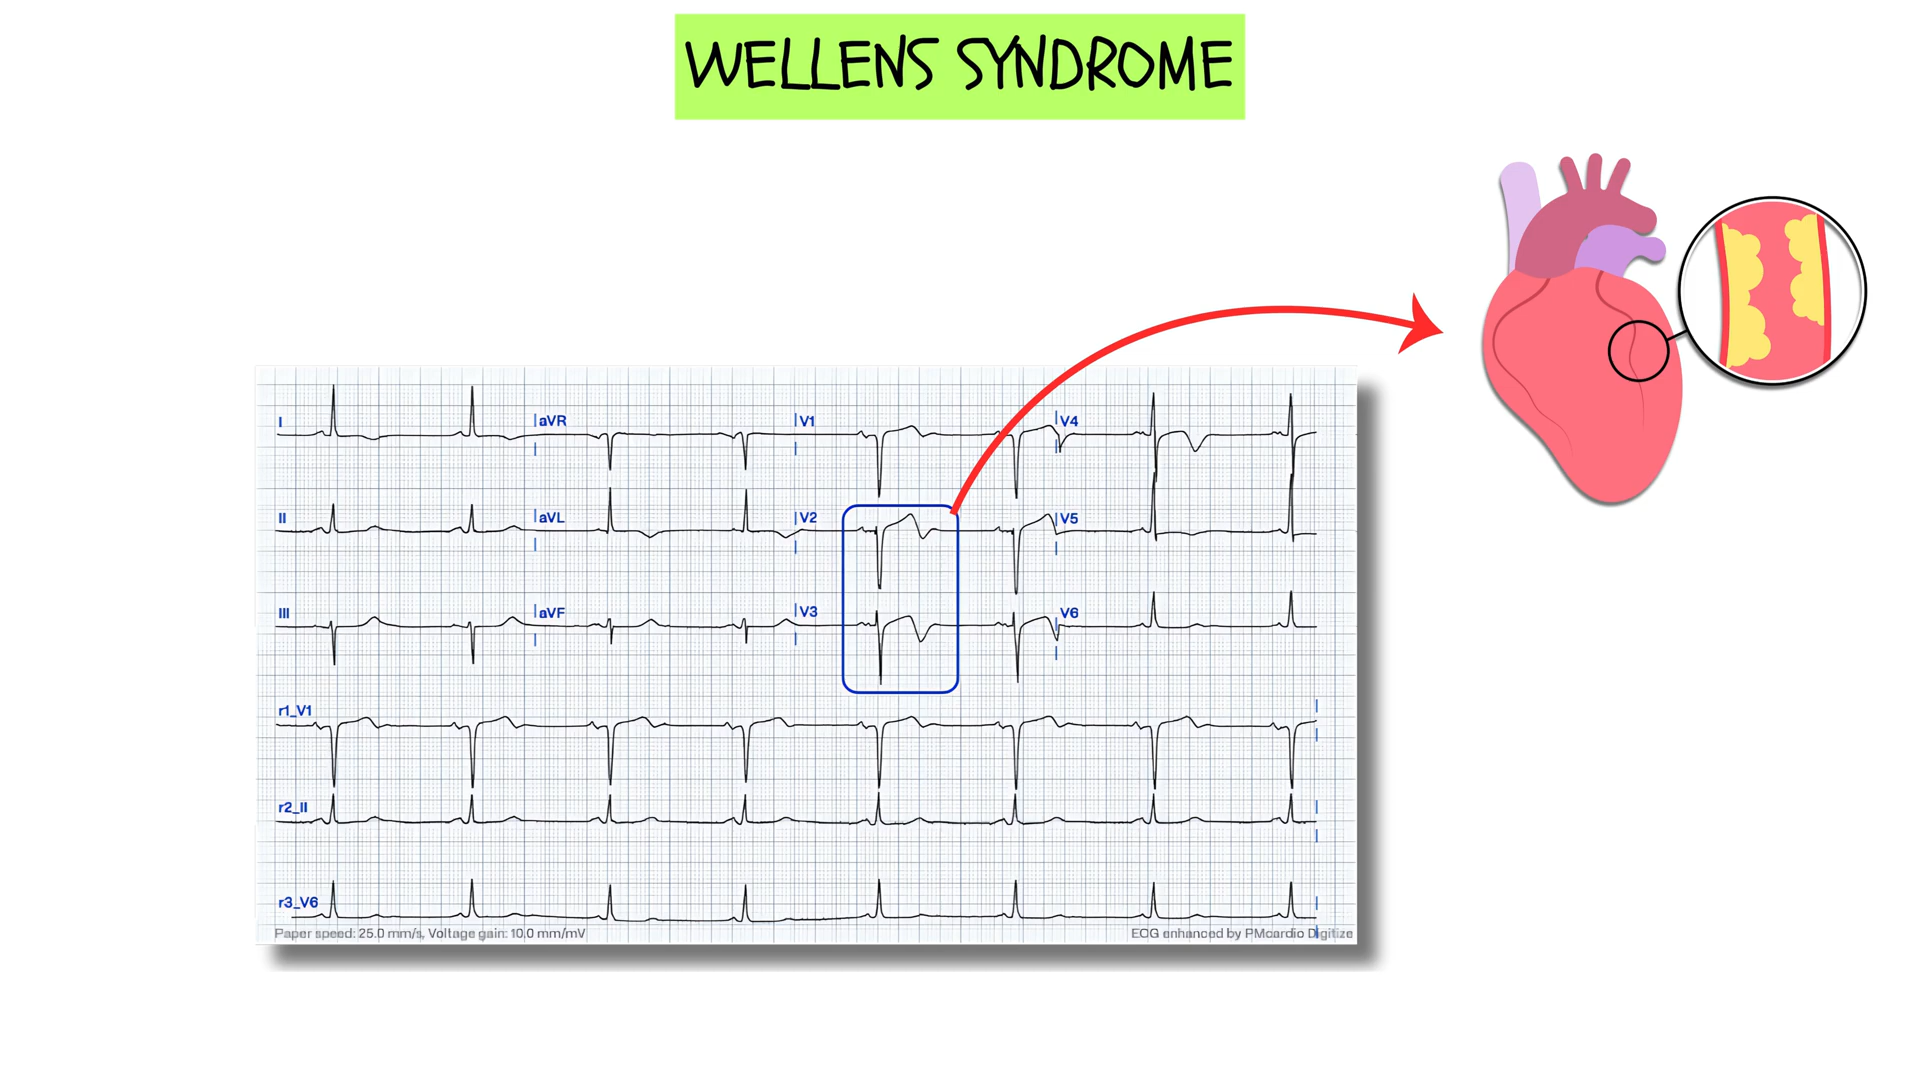 WELLENS SYNDROME
I
aVR
V1
V4
II
aVL
V2
V5
III
aVF
V3
V6
r1_V1
r2_II
r3_V6
Paper speed: 25.0 mm/s, Voltage gain: 10.0 mm/mV
ECG enhanced by PMcardio Digitize